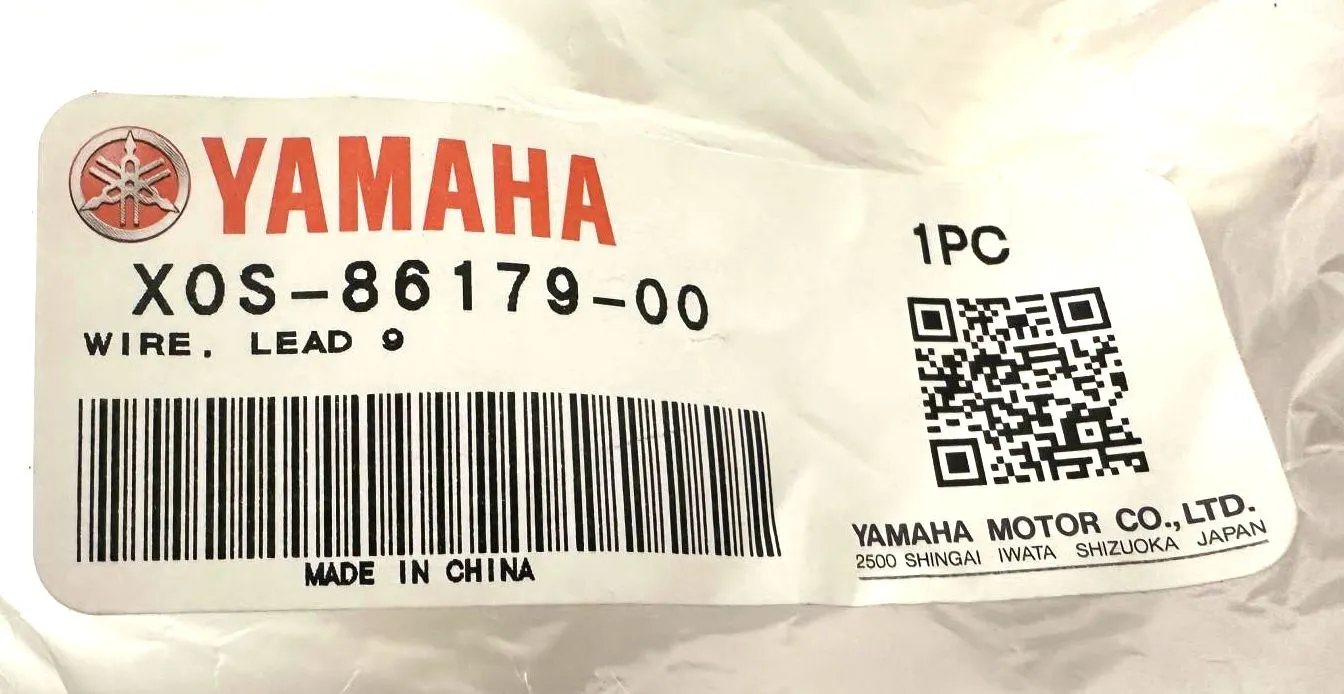 YAMAHA
X0S-86179-00
WIRE, LEAD 9
MADE IN CHINA
1PC
YAMAHA MOTOR CO.,LTD.
2500 SHINGAI IWATA SHIZUOKA JAPAN